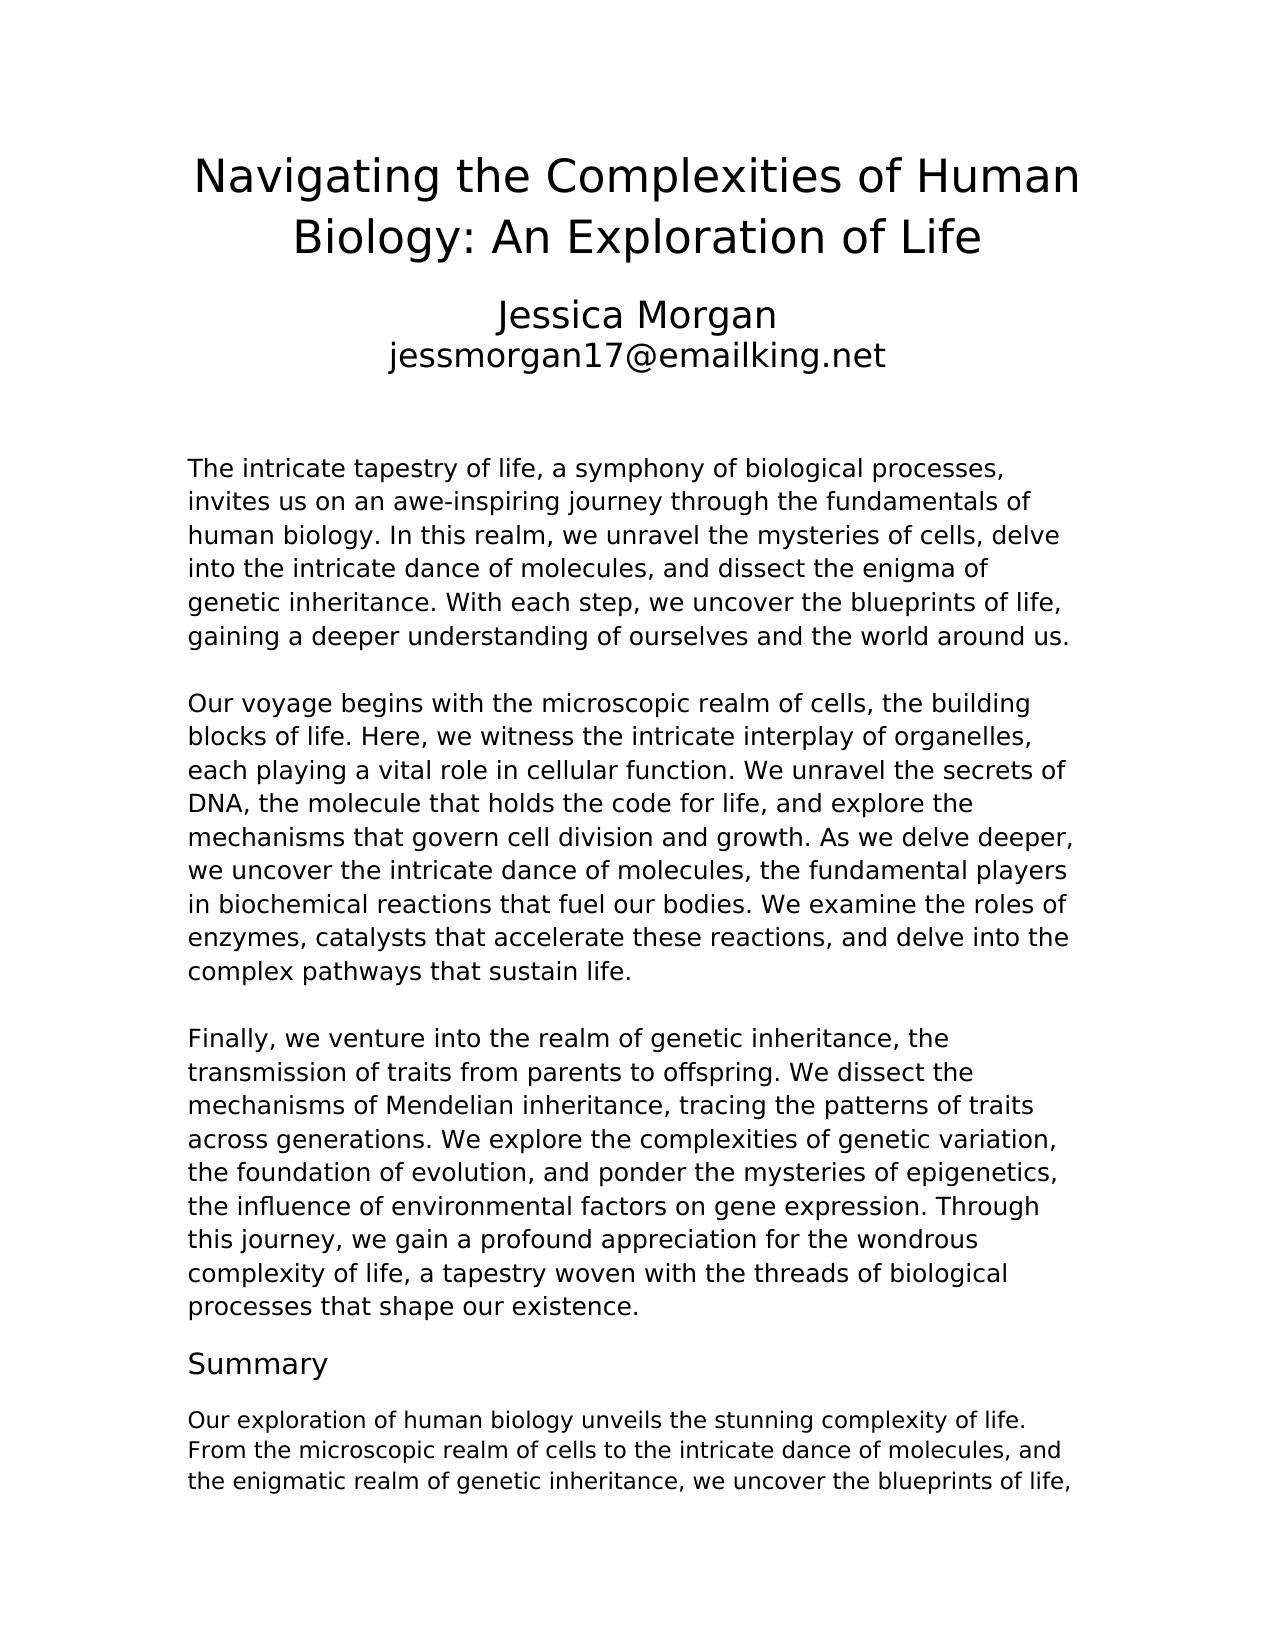 Navigating the Complexities of Human
Biology: An Exploration of Life
Jessica Morgan
jessmorgan17@emailking.net
The intricate tapestry of life, a symphony of biological processes,
invites us on an awe-inspiring journey through the fundamentals of
human biology. In this realm, we unravel the mysteries of cells, delve
into the intricate dance of molecules, and dissect the enigma of
genetic inheritance. With each step, we uncover the blueprints of life,
gaining a deeper understanding of ourselves and the world around us.
Our voyage begins with the microscopic realm of cells, the building
blocks of life. Here, we witness the intricate interplay of organelles,
each playing a vital role in cellular function. We unravel the secrets of
DNA, the molecule that holds the code for life, and explore the
mechanisms that govern cell division and growth. As we delve deeper,
we uncover the intricate dance of molecules, the fundamental players
in biochemical reactions that fuel our bodies. We examine the roles of
enzymes, catalysts that accelerate these reactions, and delve into the
complex pathways that sustain life.
Finally, we venture into the realm of genetic inheritance, the
transmission of traits from parents to offspring. We dissect the
mechanisms of Mendelian inheritance, tracing the patterns of traits
across generations. We explore the complexities of genetic variation,
the foundation of evolution, and ponder the mysteries of epigenetics,
the influence of environmental factors on gene expression. Through
this journey, we gain a profound appreciation for the wondrous
complexity of life, a tapestry woven with the threads of biological
processes that shape our existence.
Summary
Our exploration of human biology unveils the stunning complexity of life.
From the microscopic realm of cells to the intricate dance of molecules, and
the enigmatic realm of genetic inheritance, we uncover the blueprints of life,